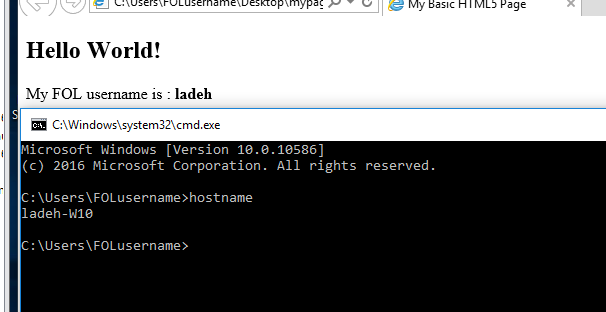 C:\Users\FOLusername\Desktop\mypag
My Basic HTML5 Page
Hello World!
My FOL username is : ladeh
C:\Windows\system32\cmd.exe
Microsoft Windows [Version 10.0.10586]
(c) 2016 Microsoft Corporation. All rights reserved.
C:\Users\FOLusername>hostname
ladeh-W10
C:\Users\FOLusername>